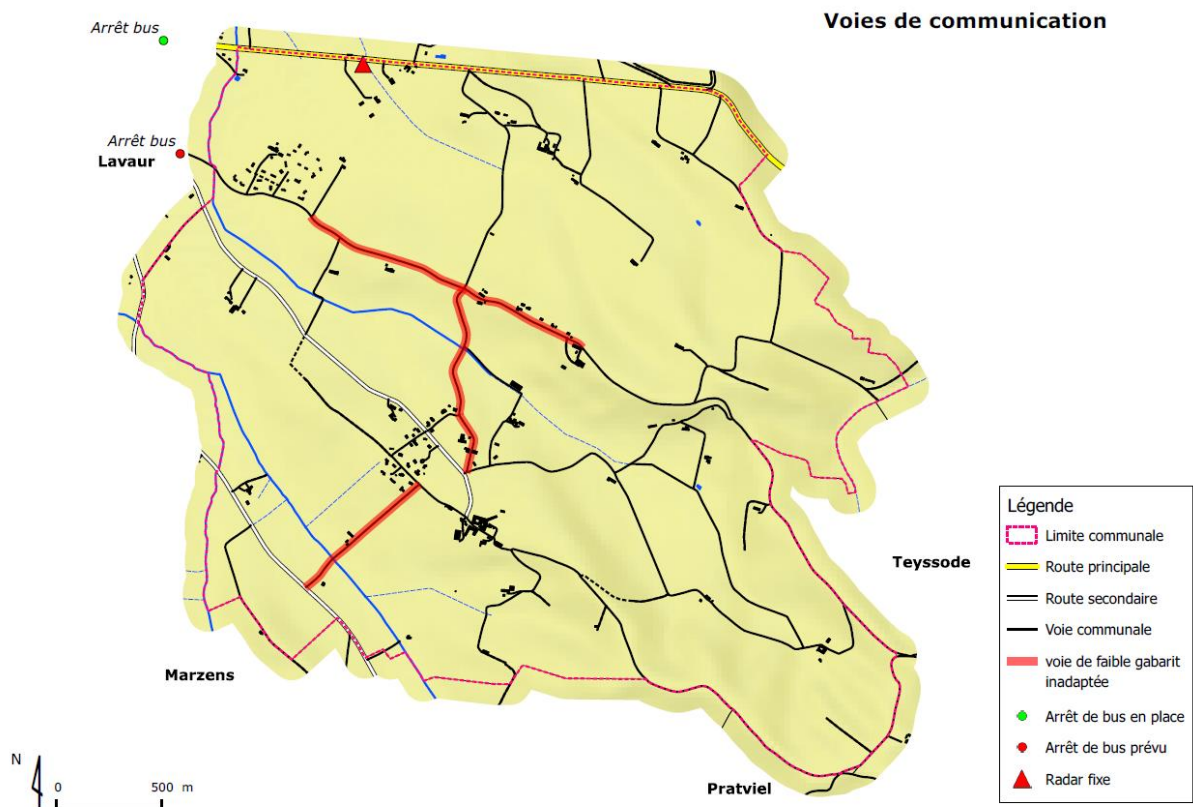 Voies de communication
Arrêt bus
Arrêt bus
Lavaur
Légende
Limite communale
Route principale
Route secondaire
Voie communale
voie de faible gabarit
inadaptée
Arrêt de bus en place
Arrêt de bus prévu
Radar fixe
Teyssode
Marzens
Pratviel
N
0 500 m